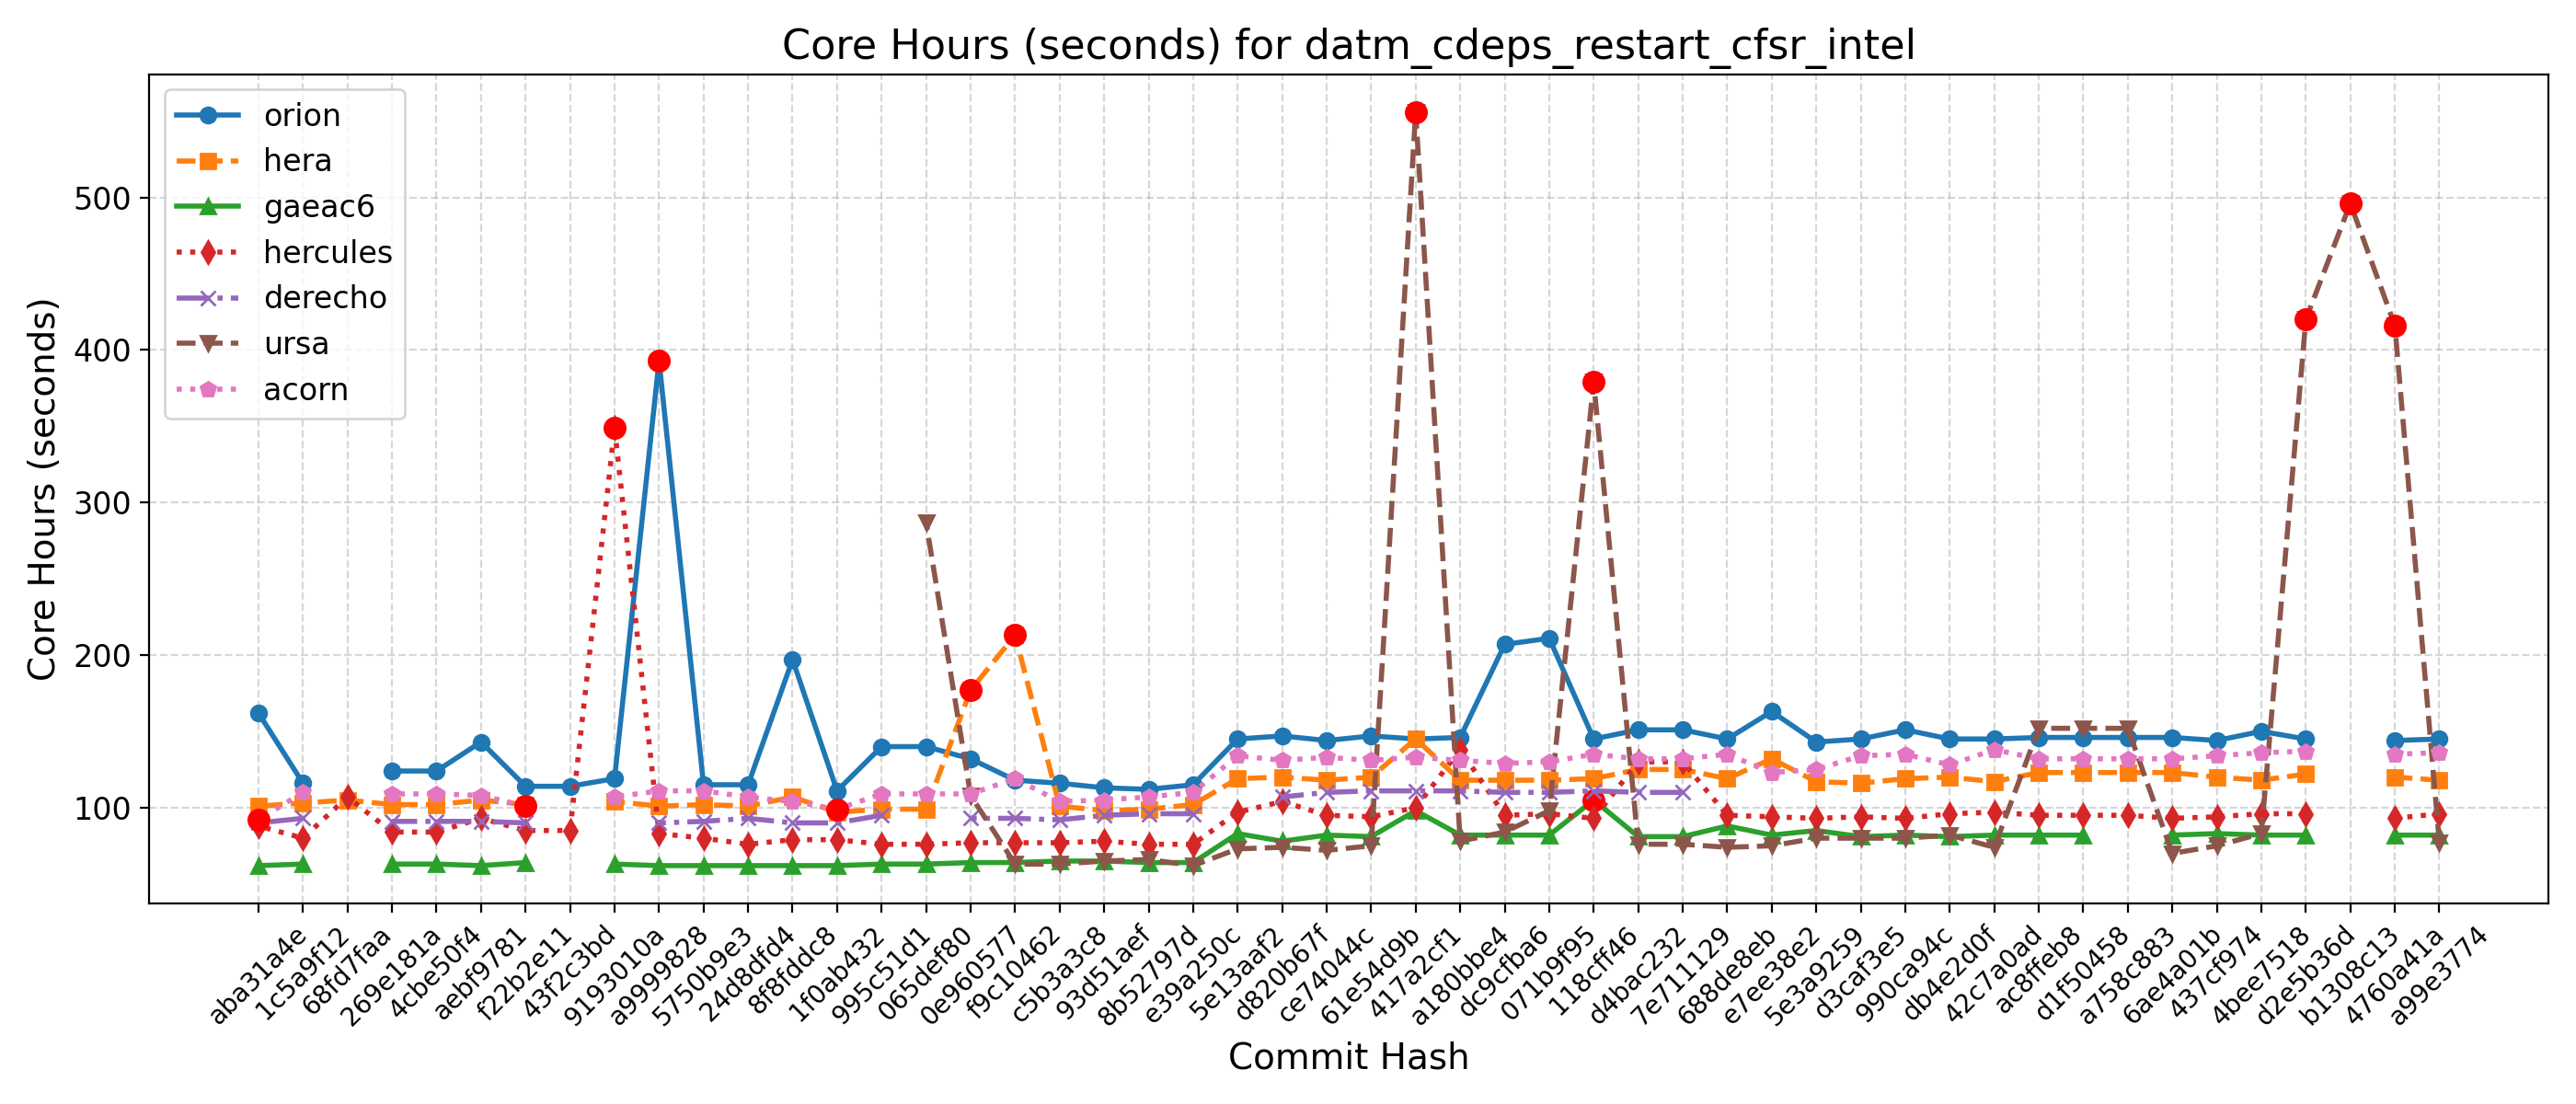 Core Hours (seconds) for datm_cdeps_restart_cfsr_intel
orion
hera
gaeac6
hercules
derecho
ursa
acorn
Core Hours (seconds)
500
400
300
200
100
aba31a4e
1c5a9f12
68fd7faa
269e181a
4cbe50f4
aebf9781
f22b2e11
43f2c3bd
9193010a
a9999828
5750b9e3
24d8dfd4
8f8fddc8
1f0ab432
995c51d1
065def80
0e960577
f9c10462
c5b3a3c8
93d51aef
8b52797d
e39a250c
5e13aaf2
d820b67f
ce74044c
61e54d9b
417a2cf1
a180bbe4
dc9cfba6
071b9f95
118cff46
d4bac232
7e711129
688de8eb
e7ee38e2
5e3a9259
d3caf3e5
990ca94c
db4e2d0f
42c7a0ad
ac8ffeb8
d1f50458
a758c883
6ae4a01b
437cf974
4bee7518
d2e5b36d
b1308c13
4760a41a
a99e3774
Commit Hash